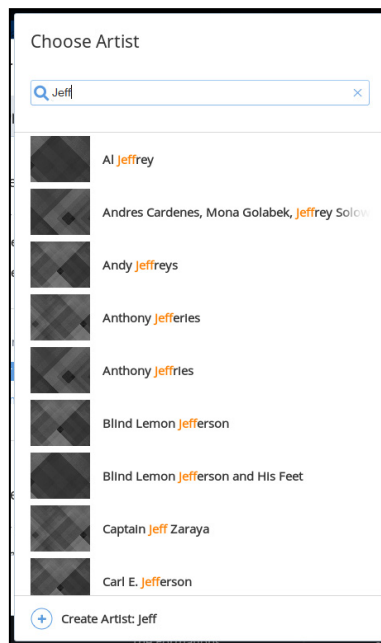 Choose Artist
Jeff
Al Jeffrey
Andres Cardenes, Mona Golabek, Jeffrey Solow
Andy Jeffreys
Anthony Jefferies
Anthony Jeffries
Blind Lemon Jefferson
Blind Lemon Jefferson and His Feet
Captain Jeff Zaraya
Carl E. Jefferson
Create Artist: Jeff